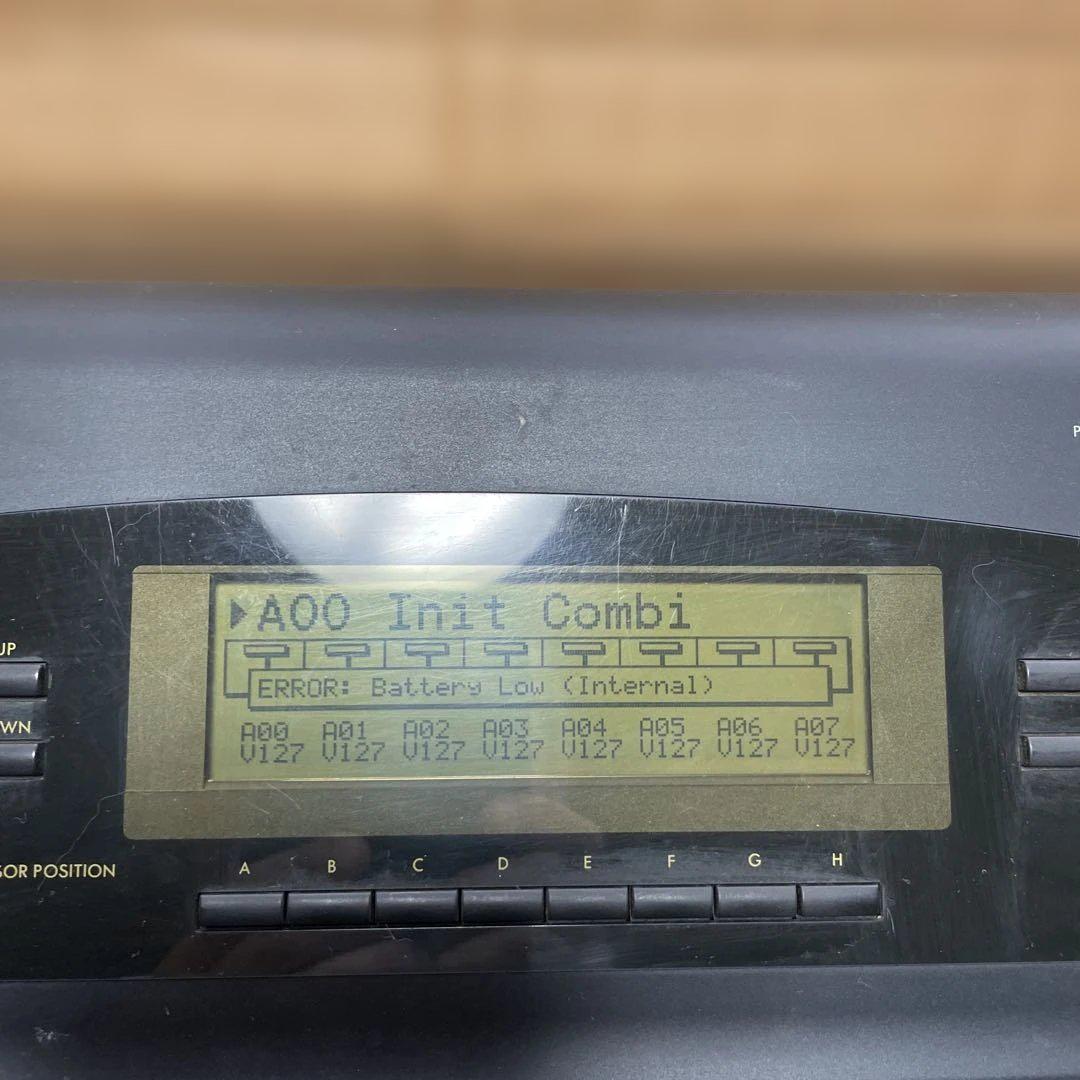 P
▶A00 Init Combi
UP
ERROR: Battery Low (Internal)
WN
A00 A01 A02 A03 A04 A05 A06 A07
V127 V127 V127 V127 V127 V127 V127 V127
SOR POSITION
A B C D E F G H